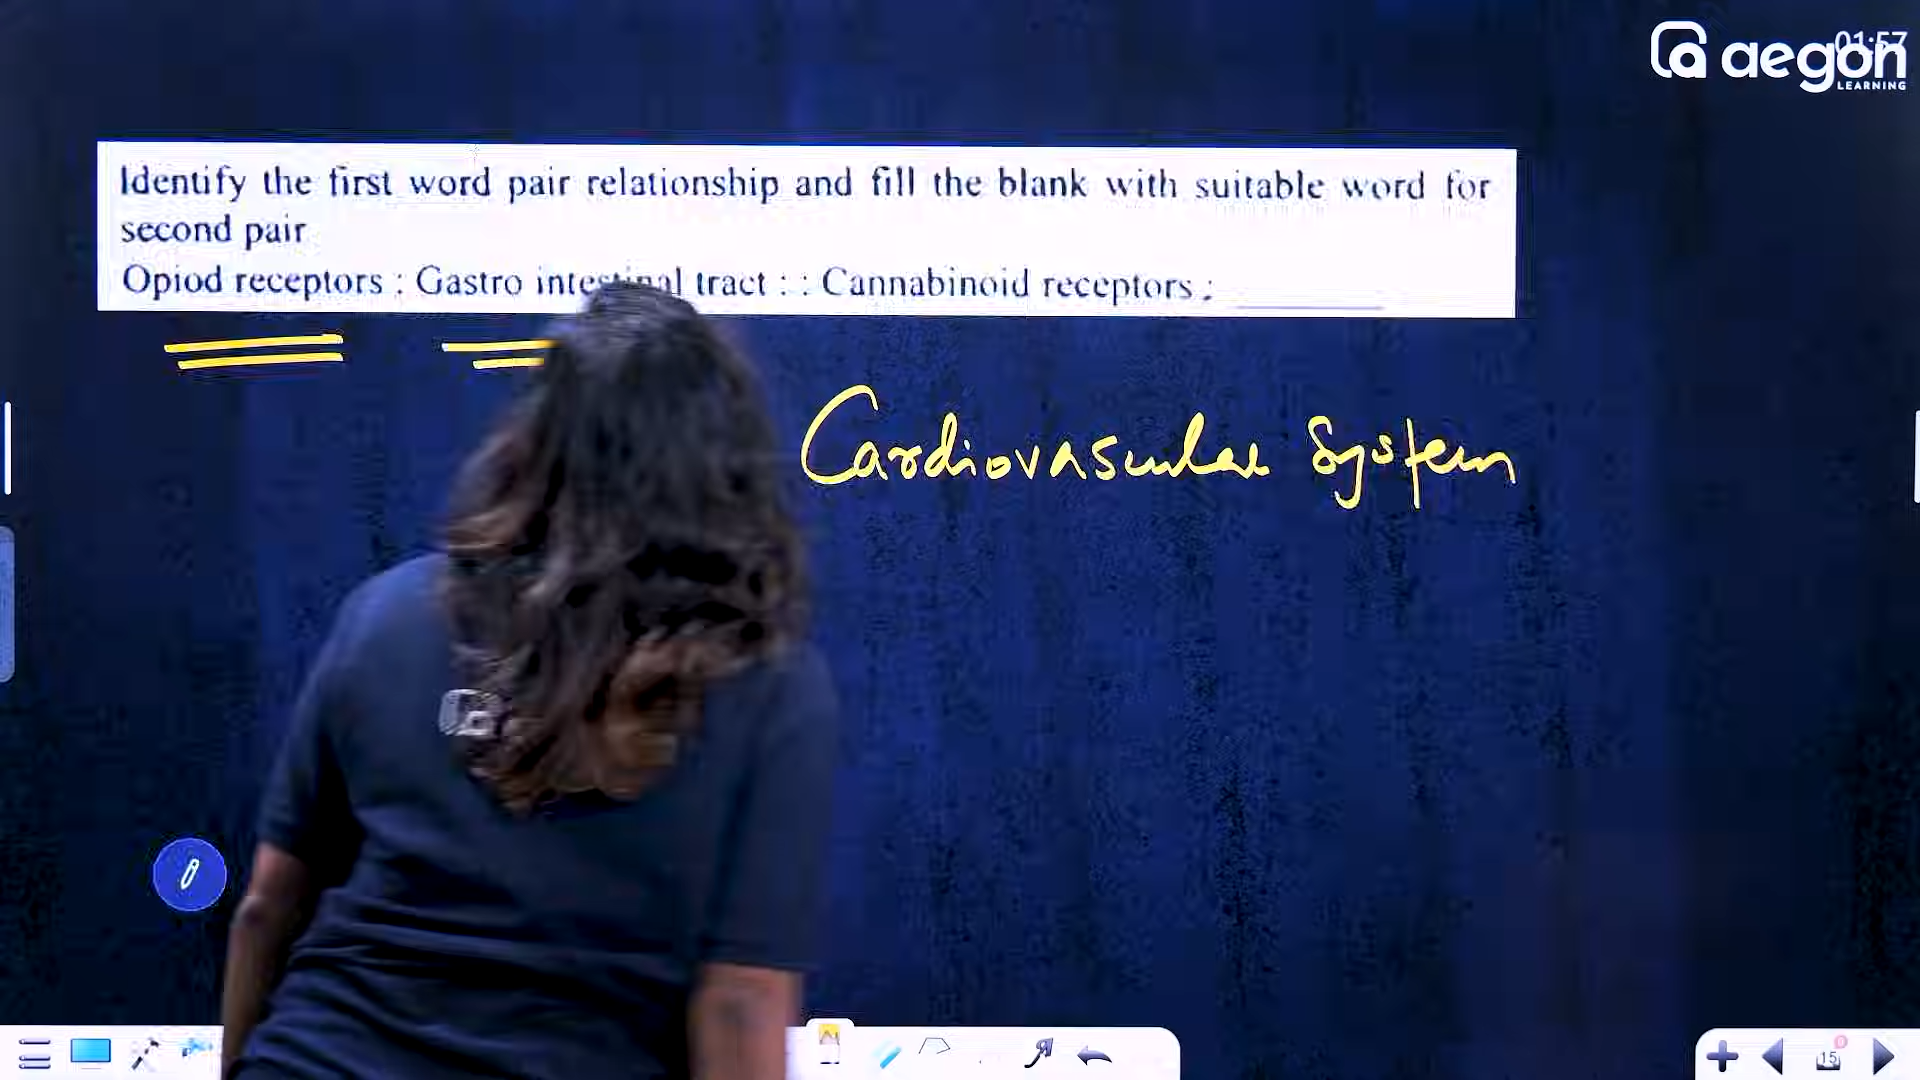 01:57
aegon
LEARNING
Identify the first word pair relationship and fill the blank with suitable word for
second pair
Opiod receptors : Gastro intestinal tract : : Cannabinoid receptors :
Cardiovascular System
15